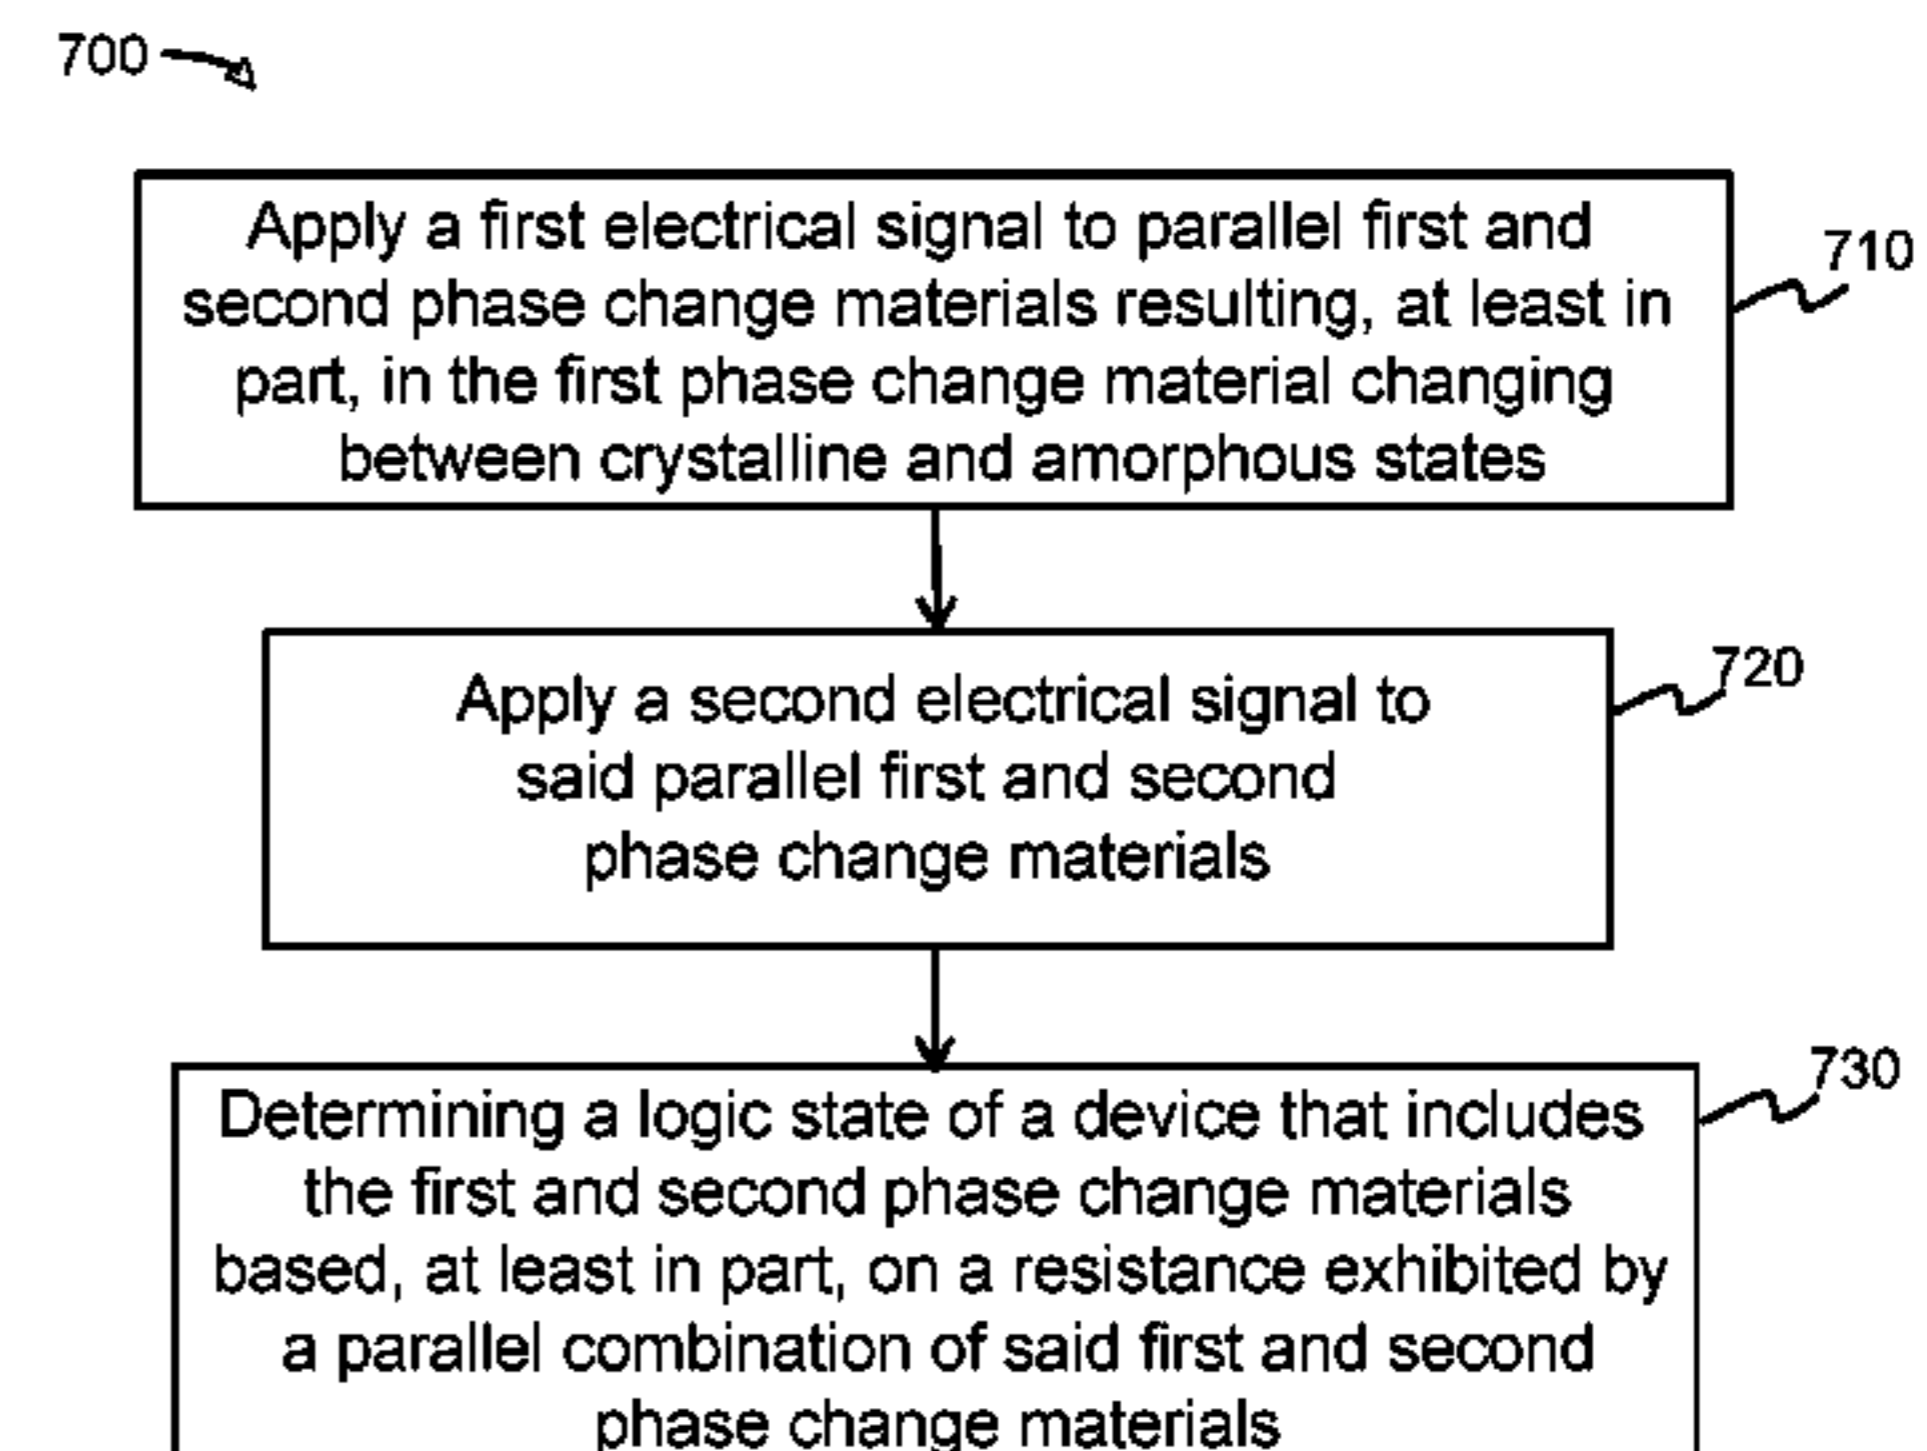 700
Apply a first electrical signal to parallel first and
second phase change materials resulting, at least in
part, in the first phase change material changing
between crystalline and amorphous states
710
Apply a second electrical signal to
said parallel first and second
phase change materials
720
Determining a logic state of a device that includes
the first and second phase change materials
based, at least in part, on a resistance exhibited by
a parallel combination of said first and second
phase change materials
730